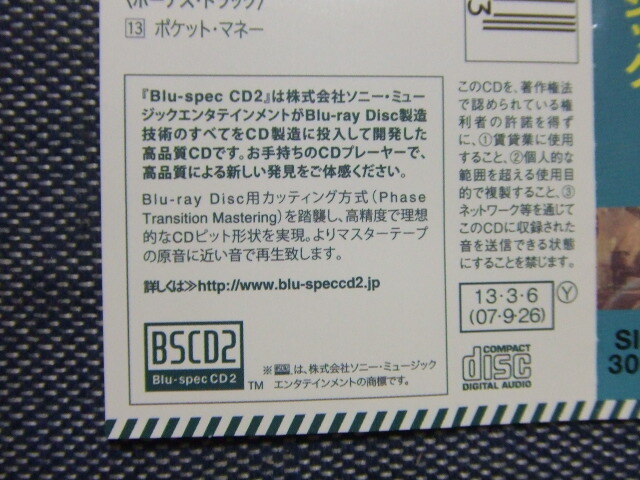 〈ボーナス・トラック〉
13 ポケット・マネー
3
『Blu-spec CD2』は株式会社ソニー・ミュー
ジックエンタテインメントがBlu-ray Disc製造
技術のすべてをCD製造に投入して開発した
高品質CDです。お手持ちのCDプレーヤーで、
高品質による新しい発見をご体感ください。
Blu-ray Disc用カッティング方式(Phase
Transition Mastering)を踏襲し、高精度で理想
的なCDピット形状を実現。よりマスターテープ
の原音に近い音で再生致します。
詳しくは≫http://www.blu-speccd2.jp
BSCD2
Blu-spec CD2
TM
※ は、株式会社ソニー・ミュージック
エンタテインメントの商標です。
このCDを、著作権法
で認められている権
利者の許諾を得ず
に、①賃貸業に使用
すること、②個人的な
範囲を超える使用目
的で複製すること、③
ネットワーク等を通じて
このCDに収録された
音を送信できる状態
にすることを禁じます。
13・3・6
(07・9・26)
Y
COMPACT
disc
DIGITAL AUDIO
SI
30